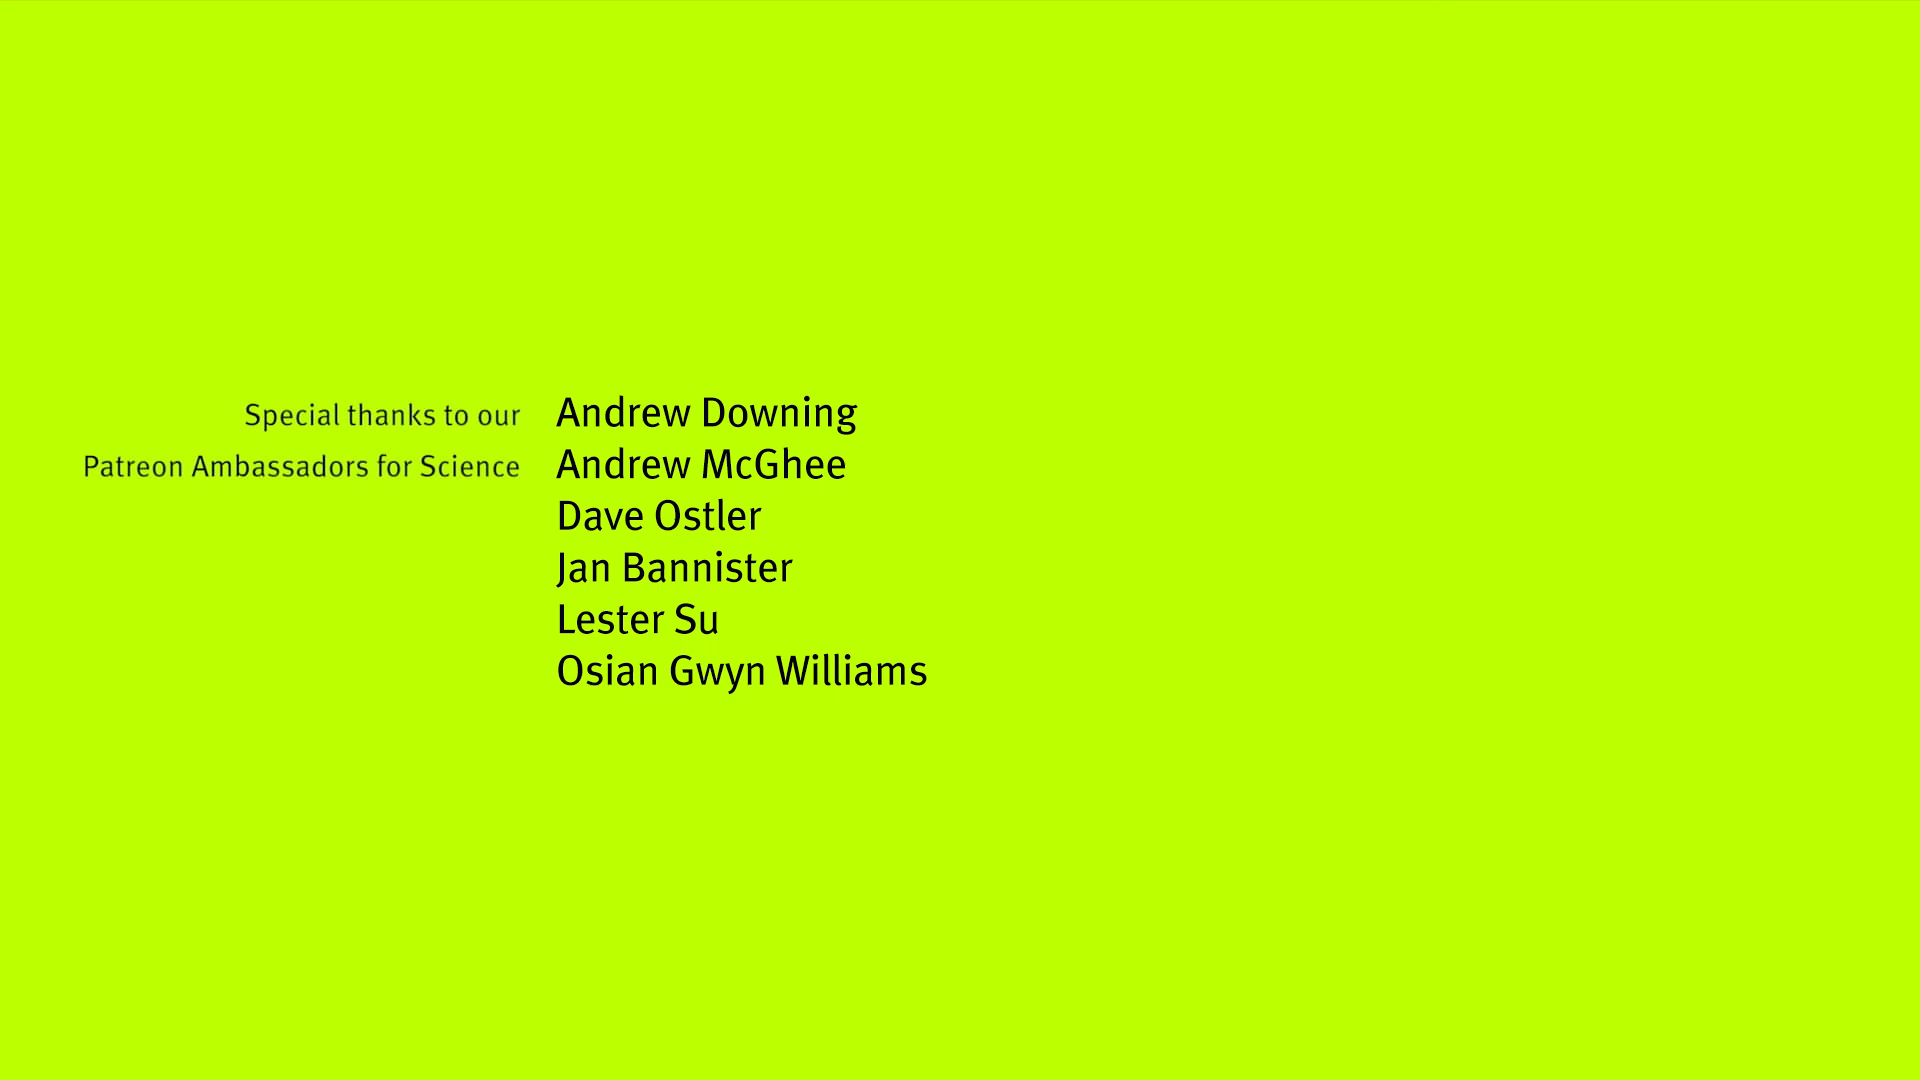 Special thanks to our
Patreon Ambassadors for Science
Andrew Downing
Andrew McGhee
Dave Ostler
Jan Bannister
Lester Su
Osian Gwyn Williams